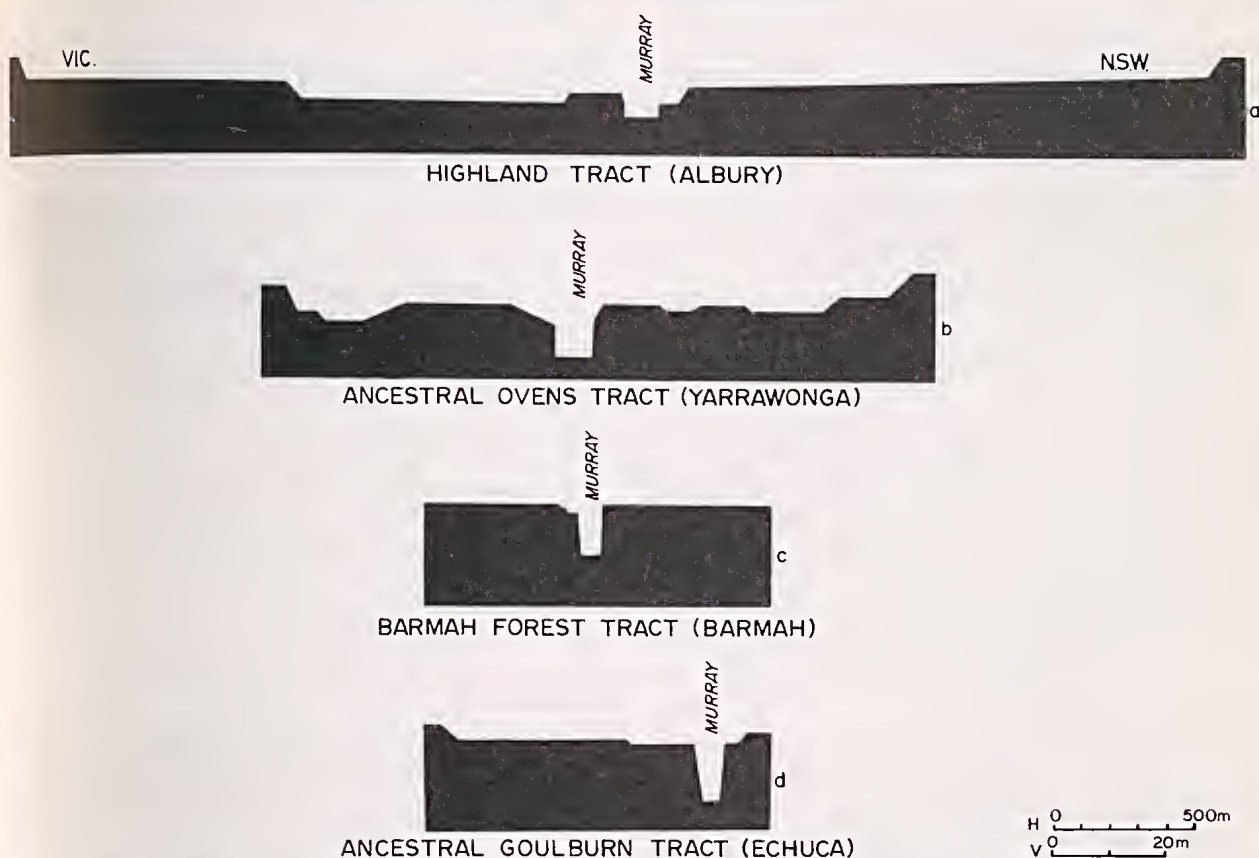 VIC.
MURRAY
N.S.W.
a
HIGHLAND TRACT (ALBURY)
MURRAY
b
ANCESTRAL OVENS TRACT (YARRAWONGA)
MURRAY
c
BARMAH FOREST TRACT (BARMAH)
MURRAY
d
ANCESTRAL GOULBURN TRACT (ECHUCA)
H 0 500m
V 0 20m